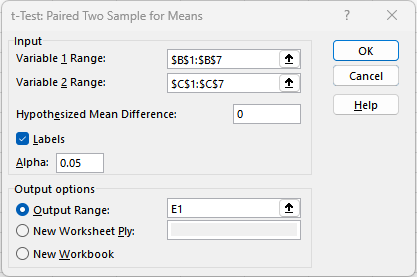 t-Test: Paired Two Sample for Means ? ×
Input
Variable 1 Range: $B$1:$B$7
Variable 2 Range: $C$1:$C$7
Hypothesized Mean Difference: 0
Labels
Alpha: 0.05
OK
Cancel
Help
Output options
Output Range: E1
New Worksheet Ply:
New Workbook